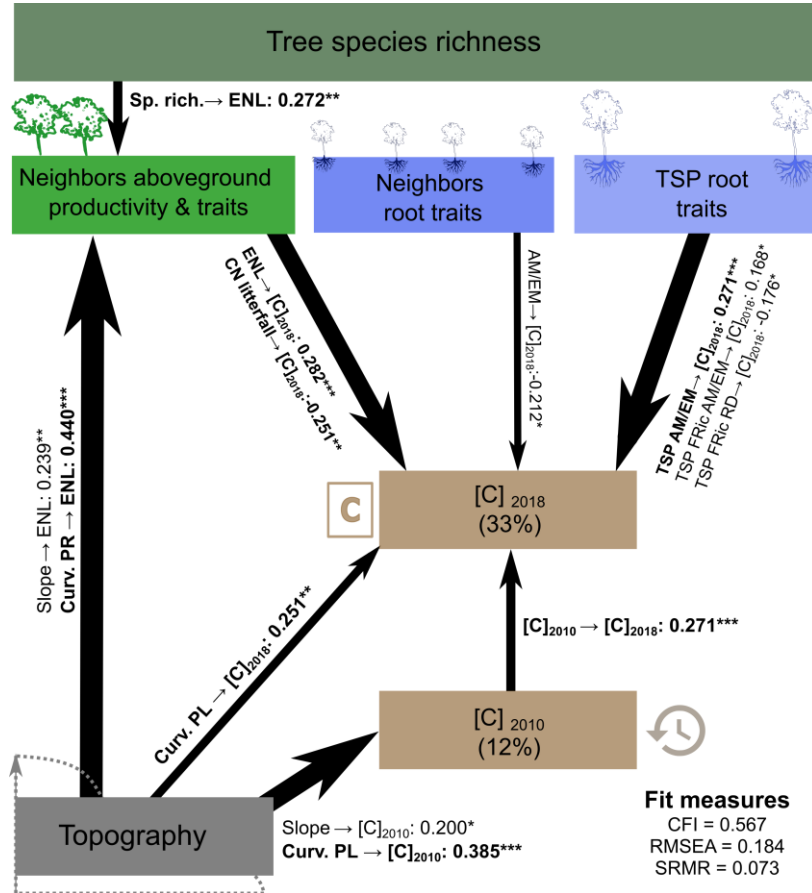 Tree species richness
Sp. rich.→ ENL: 0.272**
Neighbors aboveground
productivity & traits
Neighbors
root traits
TSP root
traits
ENL→ [C]2018: 0.282***
CN litterfall→ [C]2018:-0.251**
AM/EM→ [C]2018:-0.212*
TSP AM/EM→ [C]2018: 0.271***
TSP FRic AM/EM→ [C]2018: 0.168*
TSP FRic RD→ [C]2018: -0.176*
Slope → ENL: 0.239**
Curv. PR → ENL: 0.440***
C
[C] 2018
(33%)
Curv. PL → [C]2018: 0.251**
[C]2010 → [C]2018: 0.271***
[C] 2010
(12%)
Topography
Slope → [C]2010: 0.200*
Curv. PL → [C]2010: 0.385***
Fit measures
CFI = 0.567
RMSEA = 0.184
SRMR = 0.073